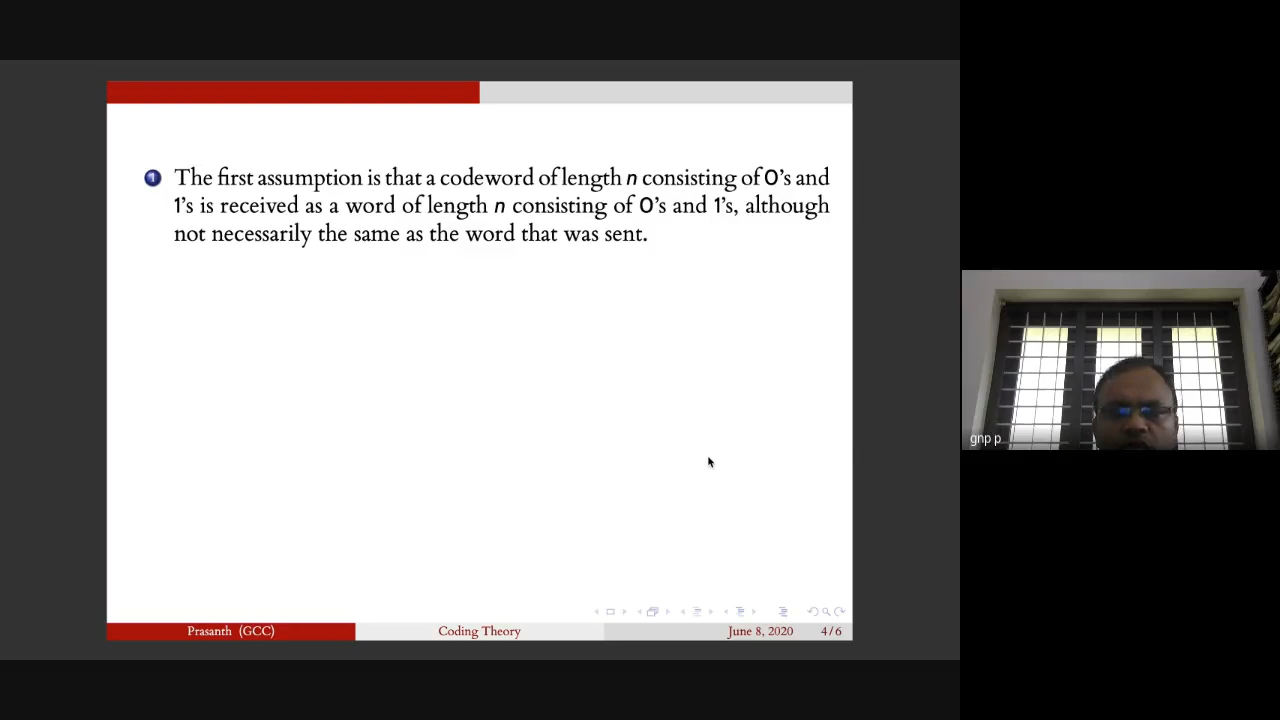 1 The first assumption is that a codeword of length n consisting of 0's and
1's is received as a word of length n consisting of 0's and 1's, although
not necessarily the same as the word that was sent.
gnp p
Prasanth (GCC) Coding Theory June 8, 2020 4/6